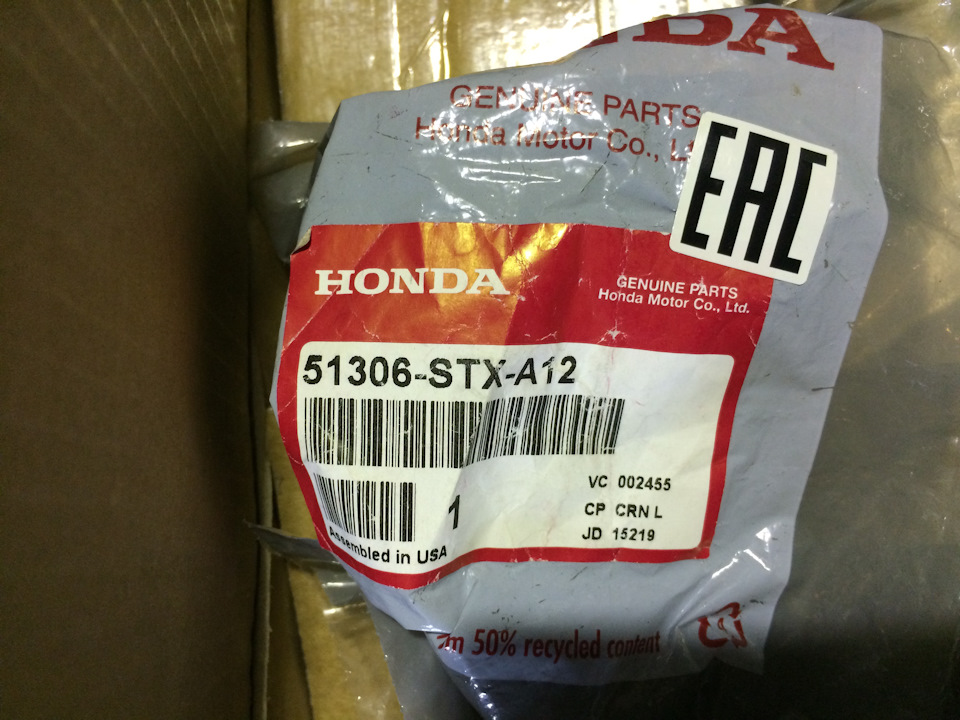 GENUINE PARTS
Honda Motor Co.,
EAC
HONDA
GENUINE PARTS
Honda Motor Co., Ltd.
51306-STX-A12
VC 002455
1
CP CRN L
JD 15219
Assembled in USA
50% recycled content